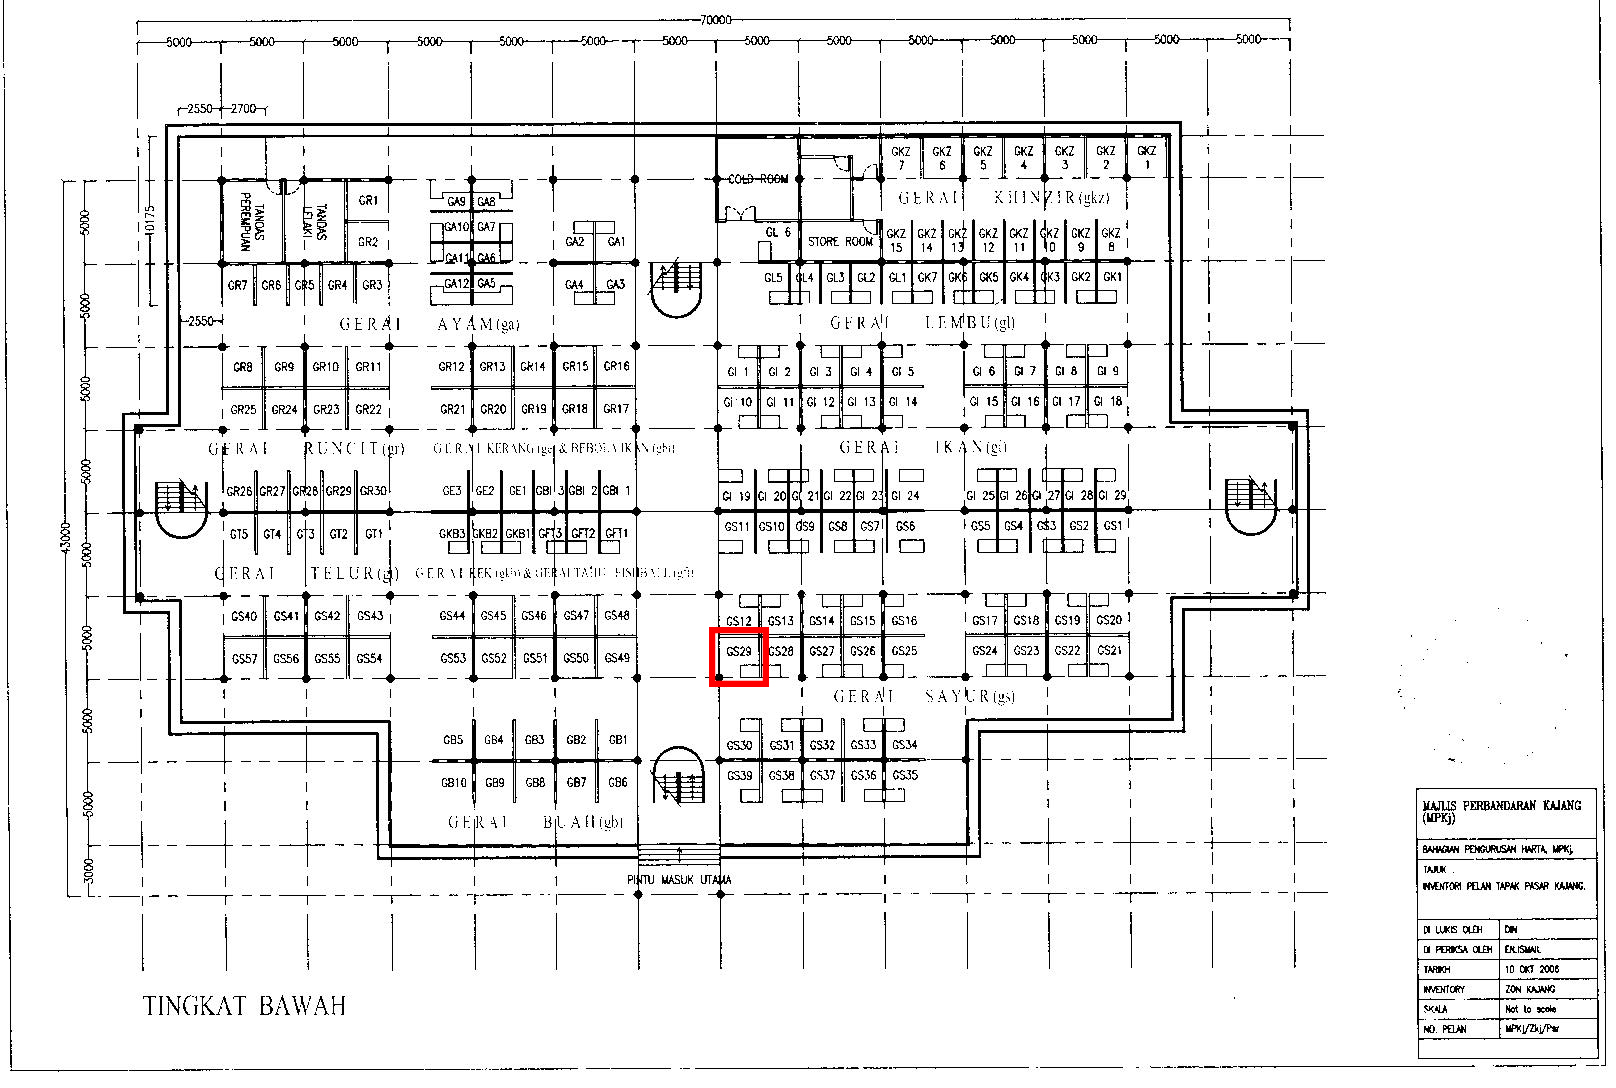 70000
5000 5000 5000 5000 5000 5000 5000 5000 5000 5000 5000 5000 5000 5000
2550 2700
GKZ 7 GKZ 6 GKZ 5 GKZ 4 GKZ 3 GKZ 2 GKZ 1
COLD ROOM
GERAI KHINZIR(gkz)
TANDAS PEREMPUAN
TANDAS LELAKI
GR1
GR2
GA9 GA8
GA10 GA7
GA11 GA6
GA12 GA5
GA2 GA1
GA4 GA3
GL 6
STORE ROOM
GKZ 15 GKZ 14 GKZ 13 GKZ 12 GKZ 11 GKZ 10 GKZ 9 GKZ 8
GR7 GR6 GR5 GR4 GR3
GL5 GL4 GL3 GL2 GL1 GK7 GK6 GK5 GK4 GK3 GK2 GK1
10175
2550
GERAI AYAM(ga)
GERAI LEMBU(gl)
GR8 GR9 GR10 GR11 GR12 GR13 GR14 GR15 GR16
GI 1 GI 2 GI 3 GI 4 GI 5 GI 6 GI 7 GI 8 GI 9
GR25 GR24 GR23 GR22 GR21 GR20 GR19 GR18 GR17
GI 10 GI 11 GI 12 GI 13 GI 14 GI 15 GI 16 GI 17 GI 18
GERAI RUNCIT(gr)
GERAI KERANG(ge) & BEBOLA IKAN(gbi)
GERAI IKAN(gi)
GR26 GR27 GR28 GR29 GR30 GE3 GE2 GE1 GBI 3 GBI 2 GBI 1
GI 19 GI 20 GI 21 GI 22 GI 23 GI 24 GI 25 GI 26 GI 27 GI 28 GI 29
GT5 GT4 GT3 GT2 GT1 GKB3 GKB2 GKB1 GFT3 GFT2 GFT1
GS11 GS10 GS9 GS8 GS7 GS6 GS5 GS4 GS3 GS2 GS1
GERAI TELUR(gt)
GERAI
GS40 GS41 GS42 GS43 GS44 GS45 GS46 GS47 GS48
GS12 GS13 GS14 GS15 GS16 GS17 GS18 GS19 GS20
GS57 GS56 GS55 GS54 GS53 GS52 GS51 GS50 GS49
GS29 GS28 GS27 GS26 GS25 GS24 GS23 GS22 GS21
GERAI SAYUR(gs)
GB5 GB4 GB3 GB2 GB1
GS30 GS31 GS32 GS33 GS34
GB10 GB9 GB8 GB7 GB6
GS39 GS38 GS37 GS36 GS35
GERAI BUAH(gb)
PINTU MASUK UTAMA
43000
5000
5000
5000
5000
5000
5000
5000
5000
3000
TINGKAT BAWAH
MAJLIS PERBANDARAN KAJANG
(MPKj)
BAHAGIAN PENGURUSAN HARTA, MPKj.
TAJUK .
INVENTORI PELAN TAPAK PASAR KAJANG.
DI LUKIS OLEH DIN
DI PERIKSA OLEH EN.ISMAIL
TARIKH 10 OKT 2006
INVENTORY ZON KAJANG
SKALA Not to scale
NO. PELAN MPKj/Zkj/Psr